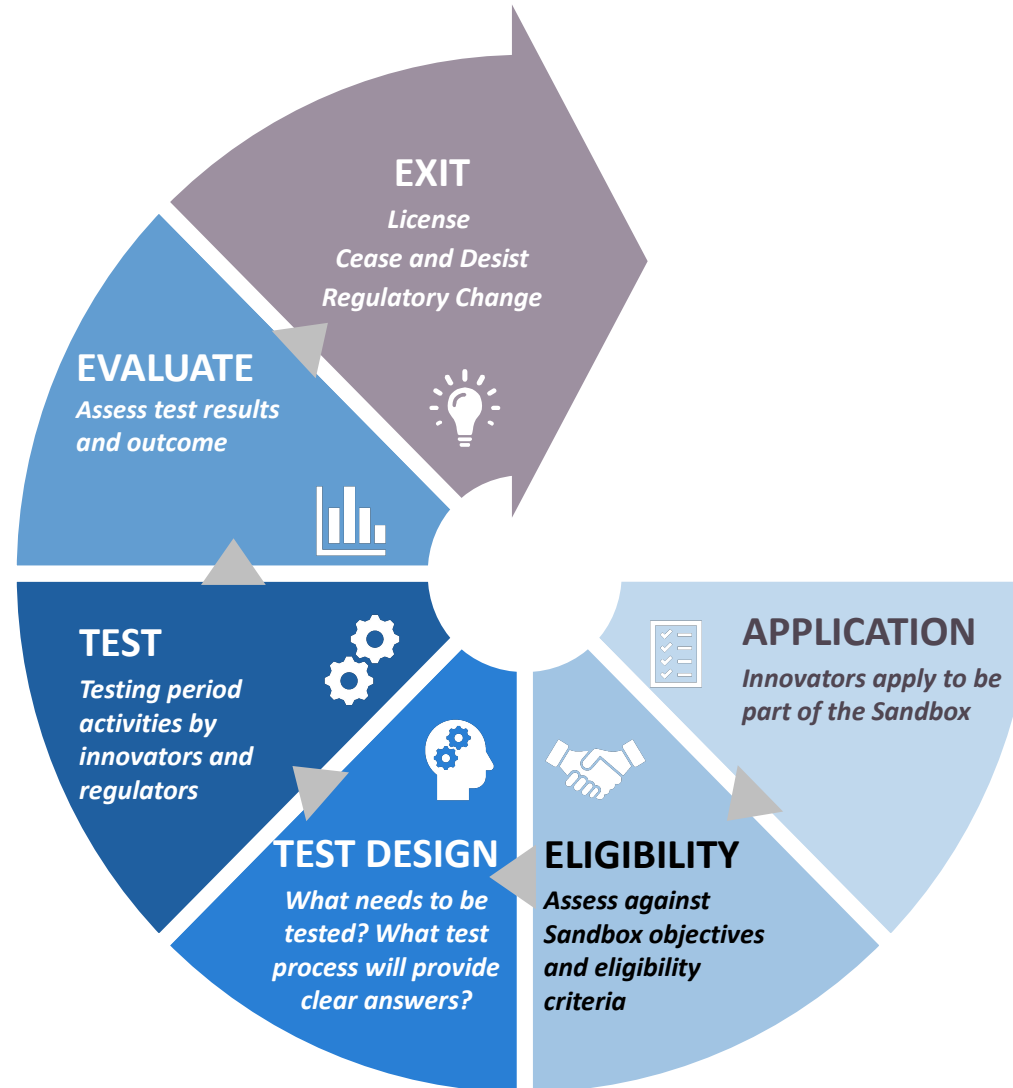 EXIT
License
Cease and Desist
Regulatory Change
EVALUATE
Assess test results
and outcome
TEST
Testing period
activities by
innovators and
regulators
TEST DESIGN
What needs to be
tested? What test
process will provide
clear answers?
ELIGIBILITY
Assess against
Sandbox objectives
and eligibility
criteria
APPLICATION
Innovators apply to be
part of the Sandbox